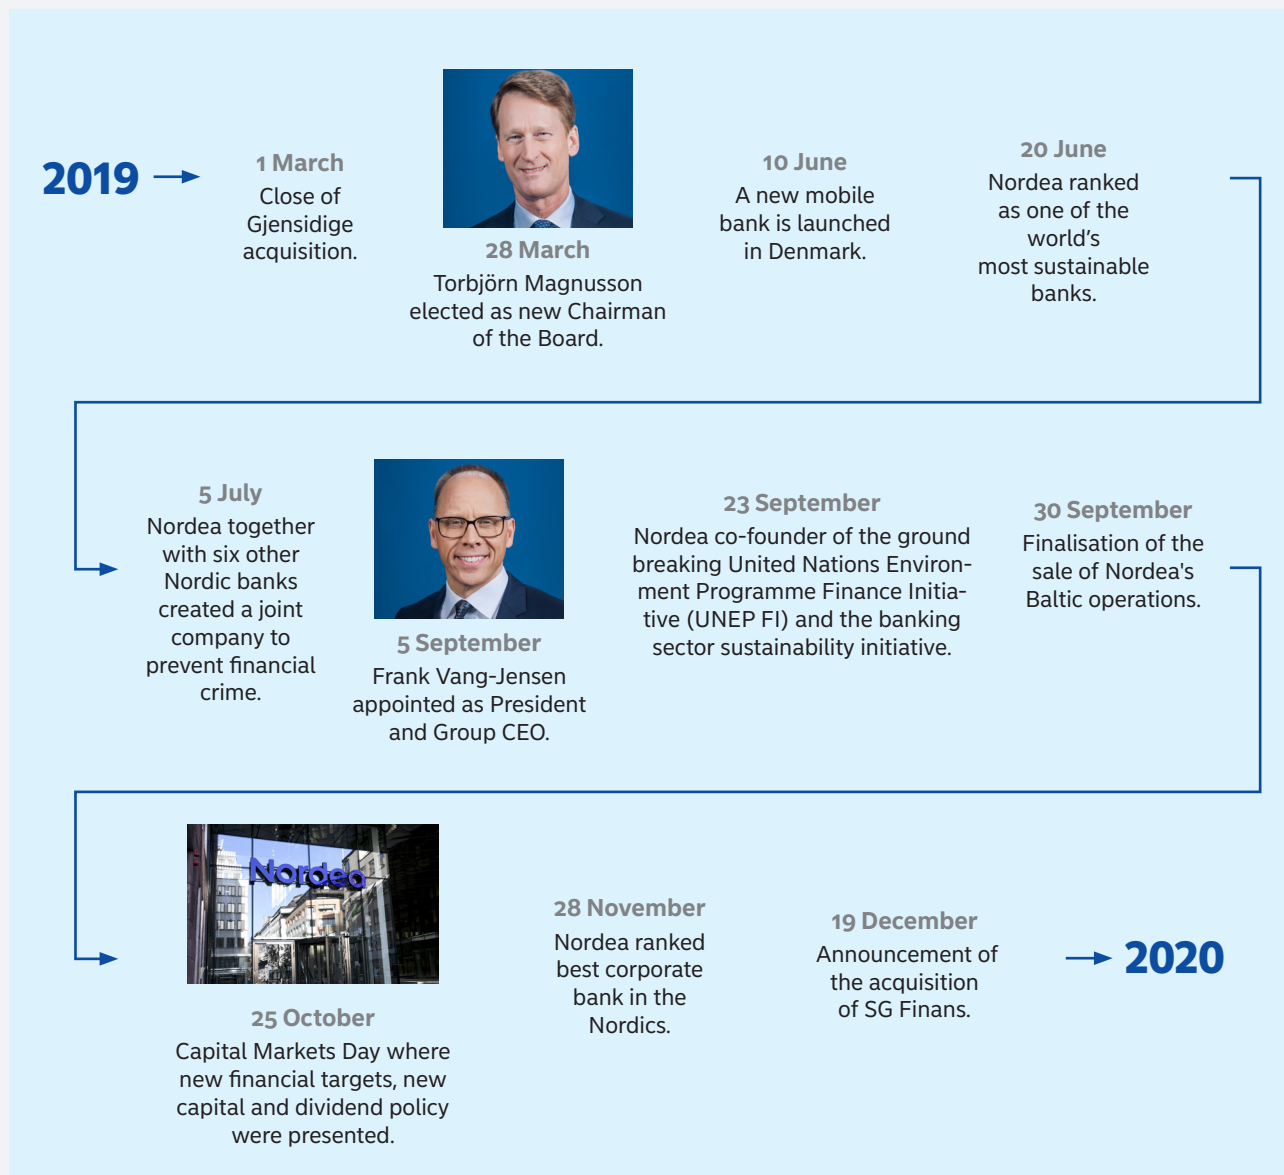 2019
1 March
Close of
Gjensidige
acquisition.
28 March
Torbjörn Magnusson
elected as new Chairman
of the Board.
10 June
A new mobile
bank is launched
in Denmark.
20 June
Nordea ranked
as one of the
world’s
most sustainable
banks.
5 July
Nordea together
with six other
Nordic banks
created a joint
company to
prevent financial
crime.
5 September
Frank Vang-Jensen
appointed as President
and Group CEO.
23 September
Nordea co-founder of the ground
breaking United Nations Environ-
ment Programme Finance Initia-
tive (UNEP FI) and the banking
sector sustainability initiative.
30 September
Finalisation of the
sale of Nordea's
Baltic operations.
Nordea
25 October
Capital Markets Day where
new financial targets, new
capital and dividend policy
were presented.
28 November
Nordea ranked
best corporate
bank in the
Nordics.
19 December
Announcement of
the acquisition
of SG Finans.
2020